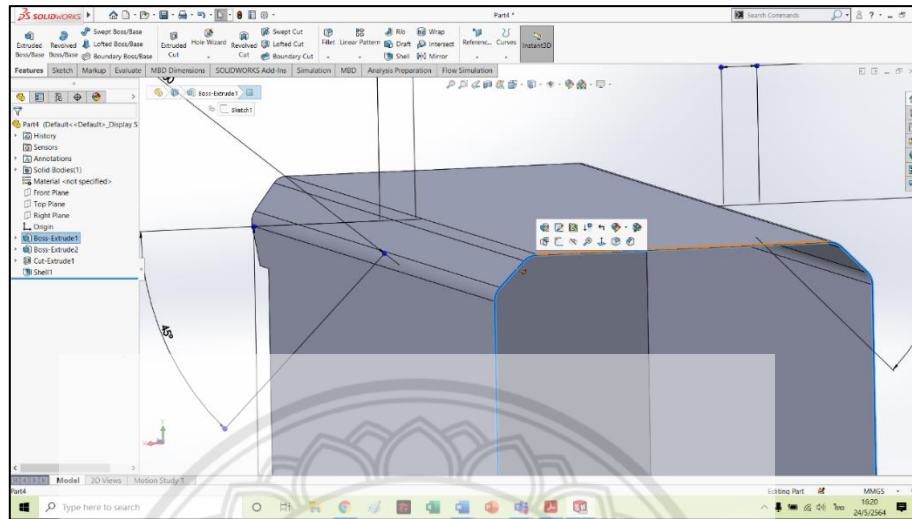 SOLIDWORKS
Part4 *
Search Commands
Extruded Boss/Base
Revolved Boss/Base
Swept Boss/Base
Lofted Boss/Base
Boundary Boss/Base
Extruded Cut
Hole Wizard
Revolved Cut
Swept Cut
Lofted Cut
Boundary Cut
Fillet
Linear Pattern
Rib
Draft
Shell
Wrap
Intersect
Mirror
Referenc...
Curves
Instant3D
Features Sketch Markup Evaluate MBD Dimensions SOLIDWORKS Add-Ins Simulation MBD Analysis Preparation Flow Simulation
Boss-Extrude1
Sketch1
Part4 (Default<<Default>_Display S
History
Sensors
Annotations
Solid Bodies(1)
Material <not specified>
Front Plane
Top Plane
Right Plane
Origin
Boss-Extrude1
Boss-Extrude2
Cut-Extrude1
Shell1
45°
Model 3D Views Motion Study 1
Part4
Editing Part
MMGS
Type here to search
ไทย
16:20
24/5/2564